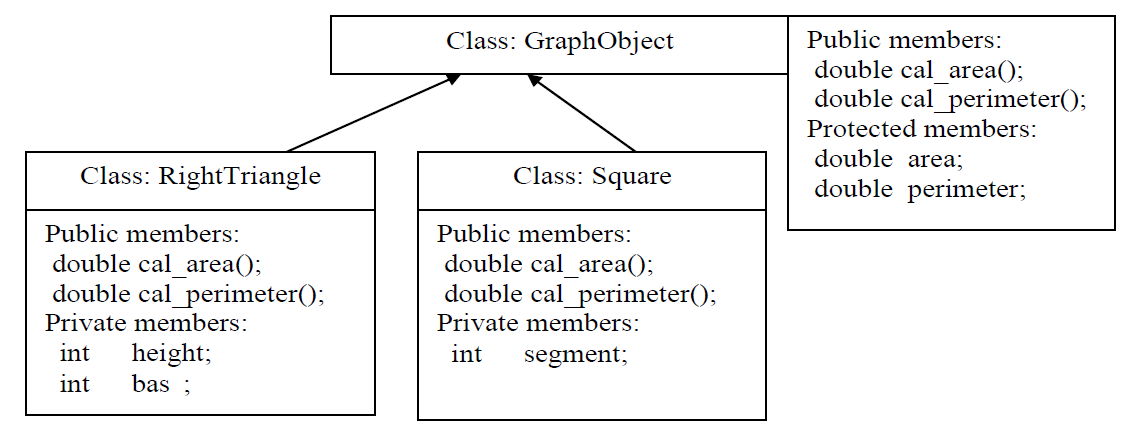 Class: GraphObject
Public members:
double cal_area();
double cal_perimeter();
Protected members:
double area;
double perimeter;
Class: RightTriangle
Public members:
double cal_area();
double cal_perimeter();
Private members:
int height;
int bas ;
Class: Square
Public members:
double cal_area();
double cal_perimeter();
Private members:
int segment;